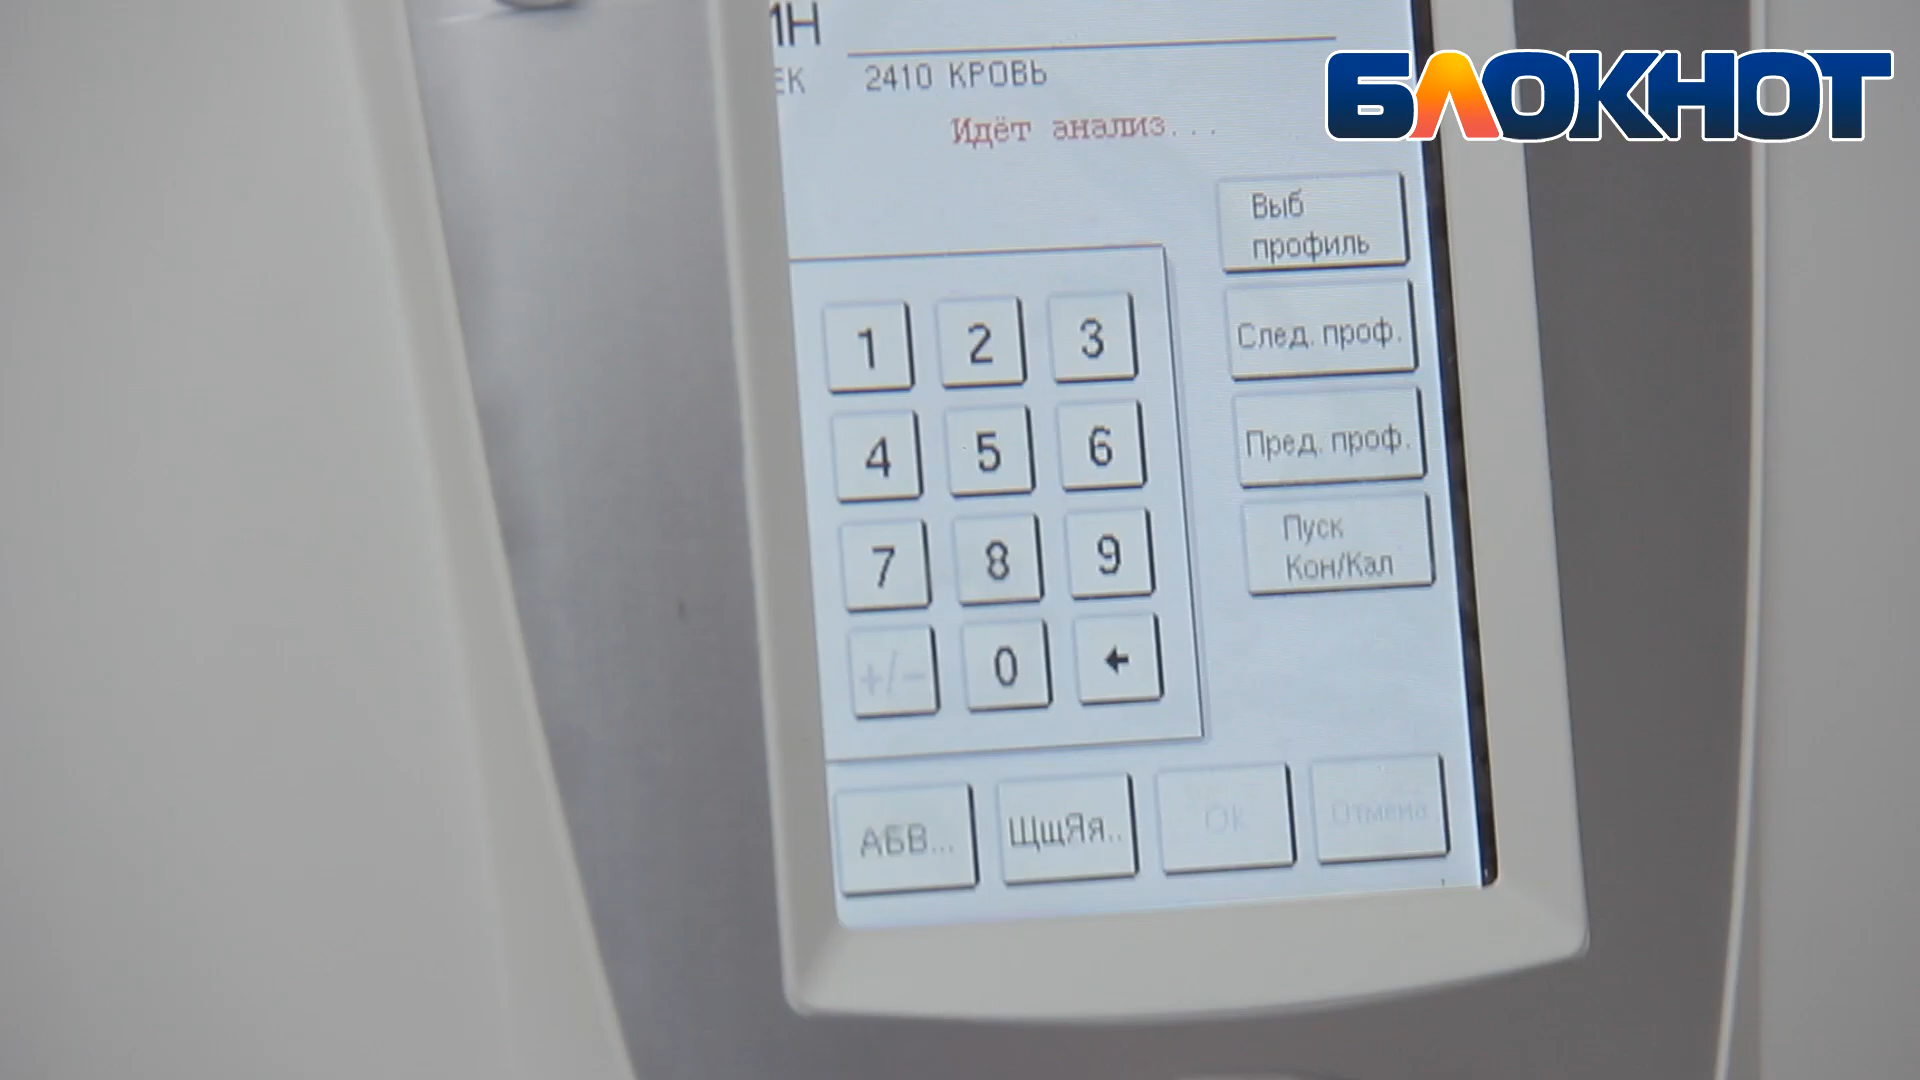 ИН
ЕК 2410 КРОВЬ
Идёт анализ...
БЛОКНОТ
Выб
профиль
1 2 3
След. проф.
4 5 6
Пред. проф.
7 8 9
Пуск
Кон/Кал
+/- 0 ←
АБВ... ЩщЯя.. ОК Отмена